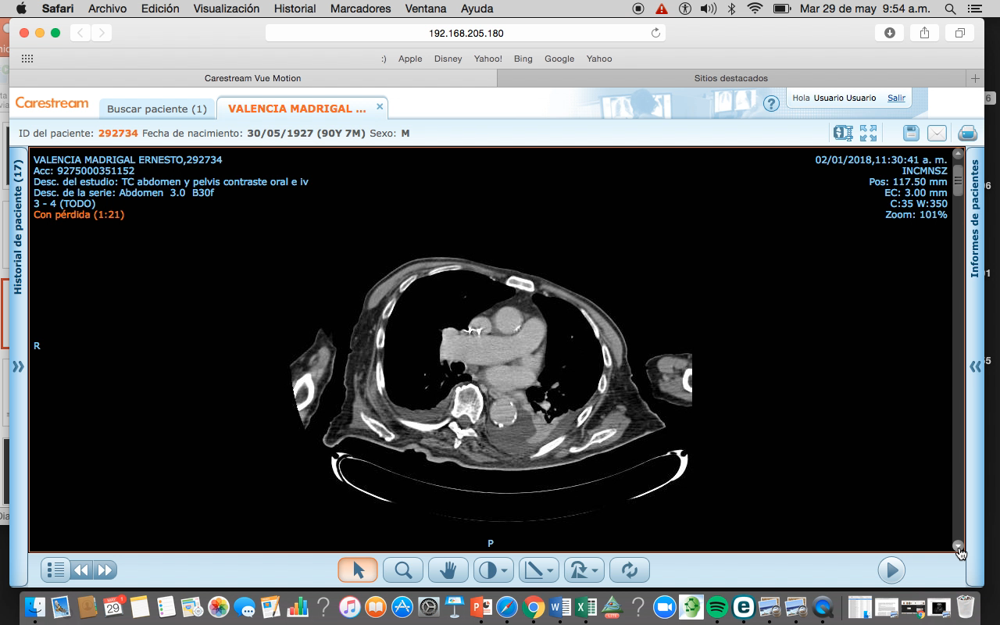 Safari Archivo Edición Visualización Historial Marcadores Ventana Ayuda Mar 29 de may 9:54 a.m.
192.168.205.180
:) Apple Disney Yahoo! Bing Google Yahoo
Carestream Vue Motion Sitios destacados
Carestream Buscar paciente (1) VALENCIA MADRIGAL ... Hola Usuario Usuario Salir
ID del paciente: 292734 Fecha de nacimiento: 30/05/1927 (90Y 7M) Sexo: M
Historial de paciente (17)
VALENCIA MADRIGAL ERNESTO,292734
Acc: 9275000351152
Desc. del estudio: TC abdomen y pelvis contraste oral e iv
Desc. de la serie: Abdomen 3.0 B30f
3 - 4 (TODO)
Con pérdida (1:21)
02/01/2018,11:30:41 a. m.
INCMNSZ
Pos: 117.50 mm
EC: 3.00 mm
C:35 W:350
Zoom: 101%
Informes de pacientes
R
P
MAY 29 1